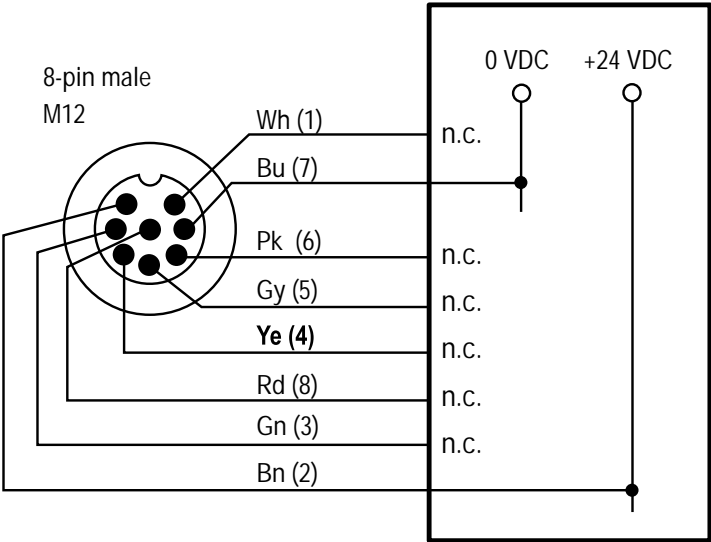 8-pin male
M12
0 VDC
+24 VDC
Wh (1)
n.c.
Bu (7)
Pk (6)
n.c.
Gy (5)
n.c.
Ye (4)
n.c.
Rd (8)
n.c.
Gn (3)
n.c.
Bn (2)